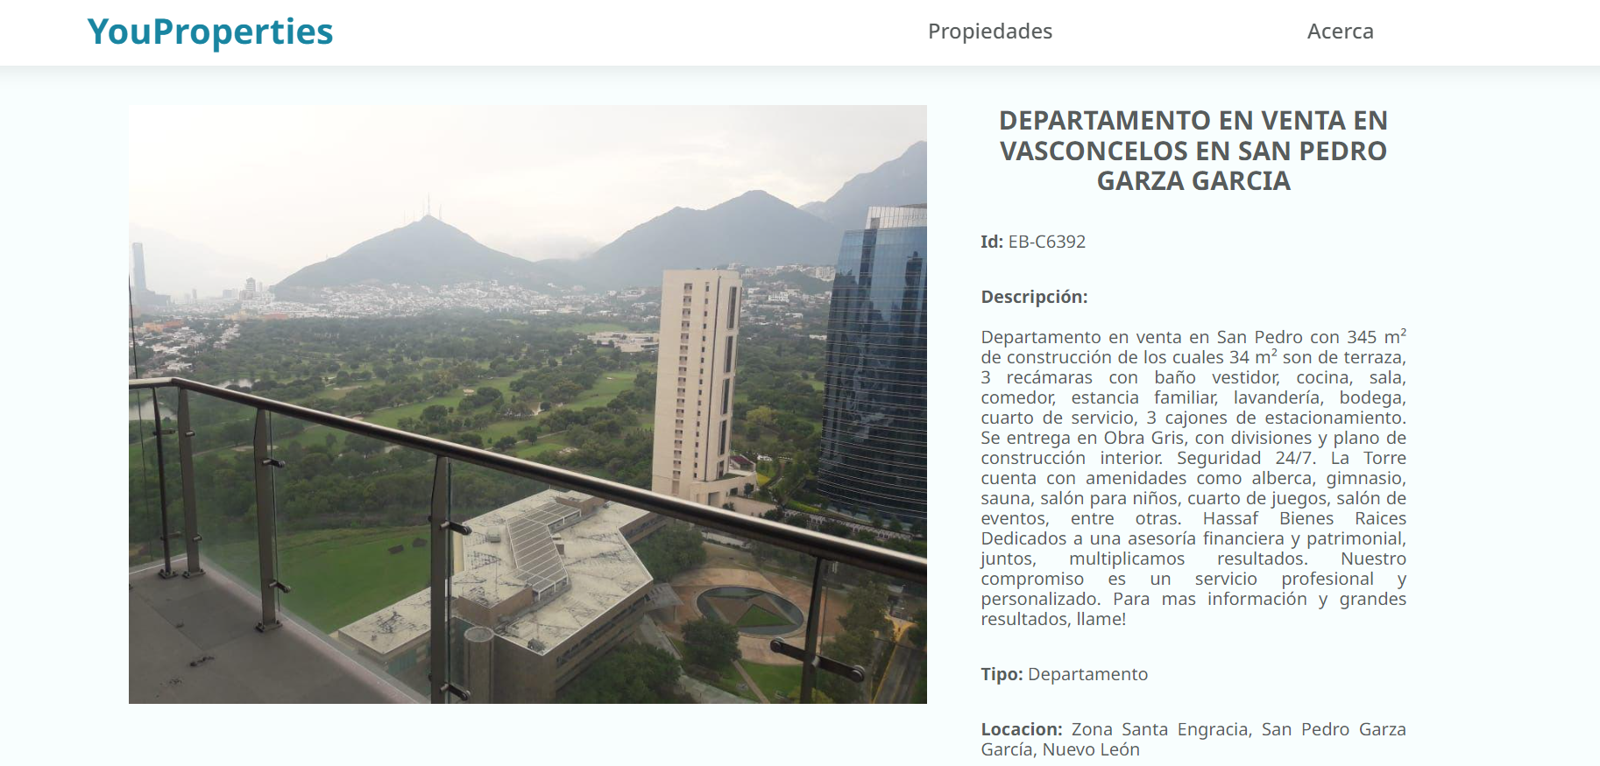 YouProperties
Propiedades
Acerca
DEPARTAMENTO EN VENTA EN
VASCONCELOS EN SAN PEDRO
GARZA GARCIA
Id: EB-C6392
Descripción:
Departamento en venta en San Pedro con 345 m²
de construcción de los cuales 34 m² son de terraza,
3 recámaras con baño vestidor, cocina, sala,
comedor, estancia familiar, lavandería, bodega,
cuarto de servicio, 3 cajones de estacionamiento.
Se entrega en Obra Gris, con divisiones y plano de
construcción interior. Seguridad 24/7. La Torre
cuenta con amenidades como alberca, gimnasio,
sauna, salón para niños, cuarto de juegos, salón de
eventos, entre otras. Hassaf Bienes Raices
Dedicados a una asesoría financiera y patrimonial,
juntos, multiplicamos resultados. Nuestro
compromiso es un servicio profesional y
personalizado. Para mas información y grandes
resultados, llame!
Tipo: Departamento
Locacion: Zona Santa Engracia, San Pedro Garza
García, Nuevo León